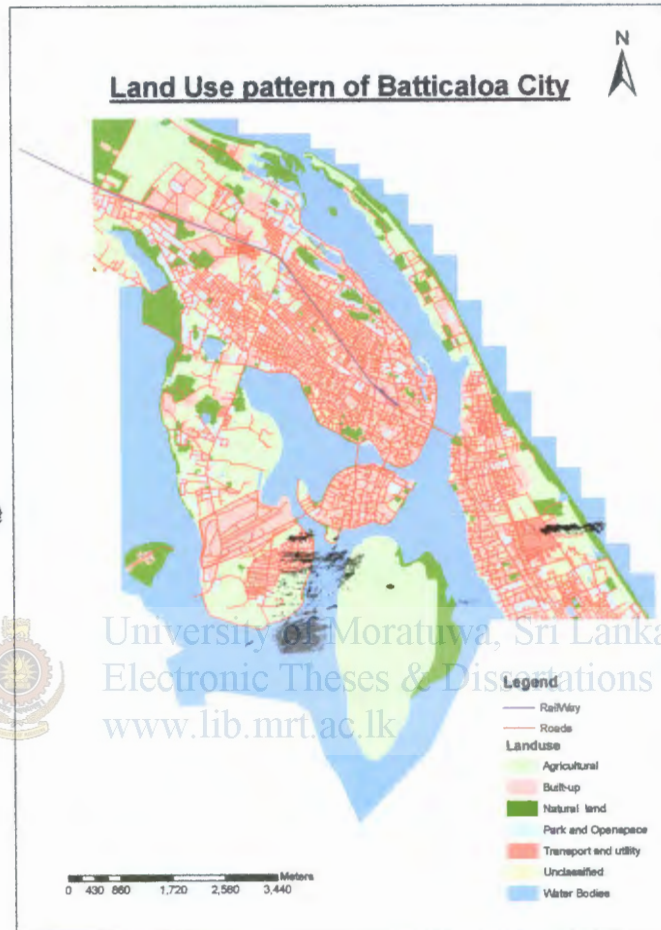 N
Land Use pattern of Batticaloa City
University of Moratuwa, Sri Lanka
Electronic Theses & Dissertations
www.lib.mrt.ac.lk
Legend
RailWay
Roads
Landuse
Agricultural
Built-up
Natural land
Park and Openspace
Transport and utility
Unclassified
Water Bodies
Meters
0 430 860 1,720 2,580 3,440